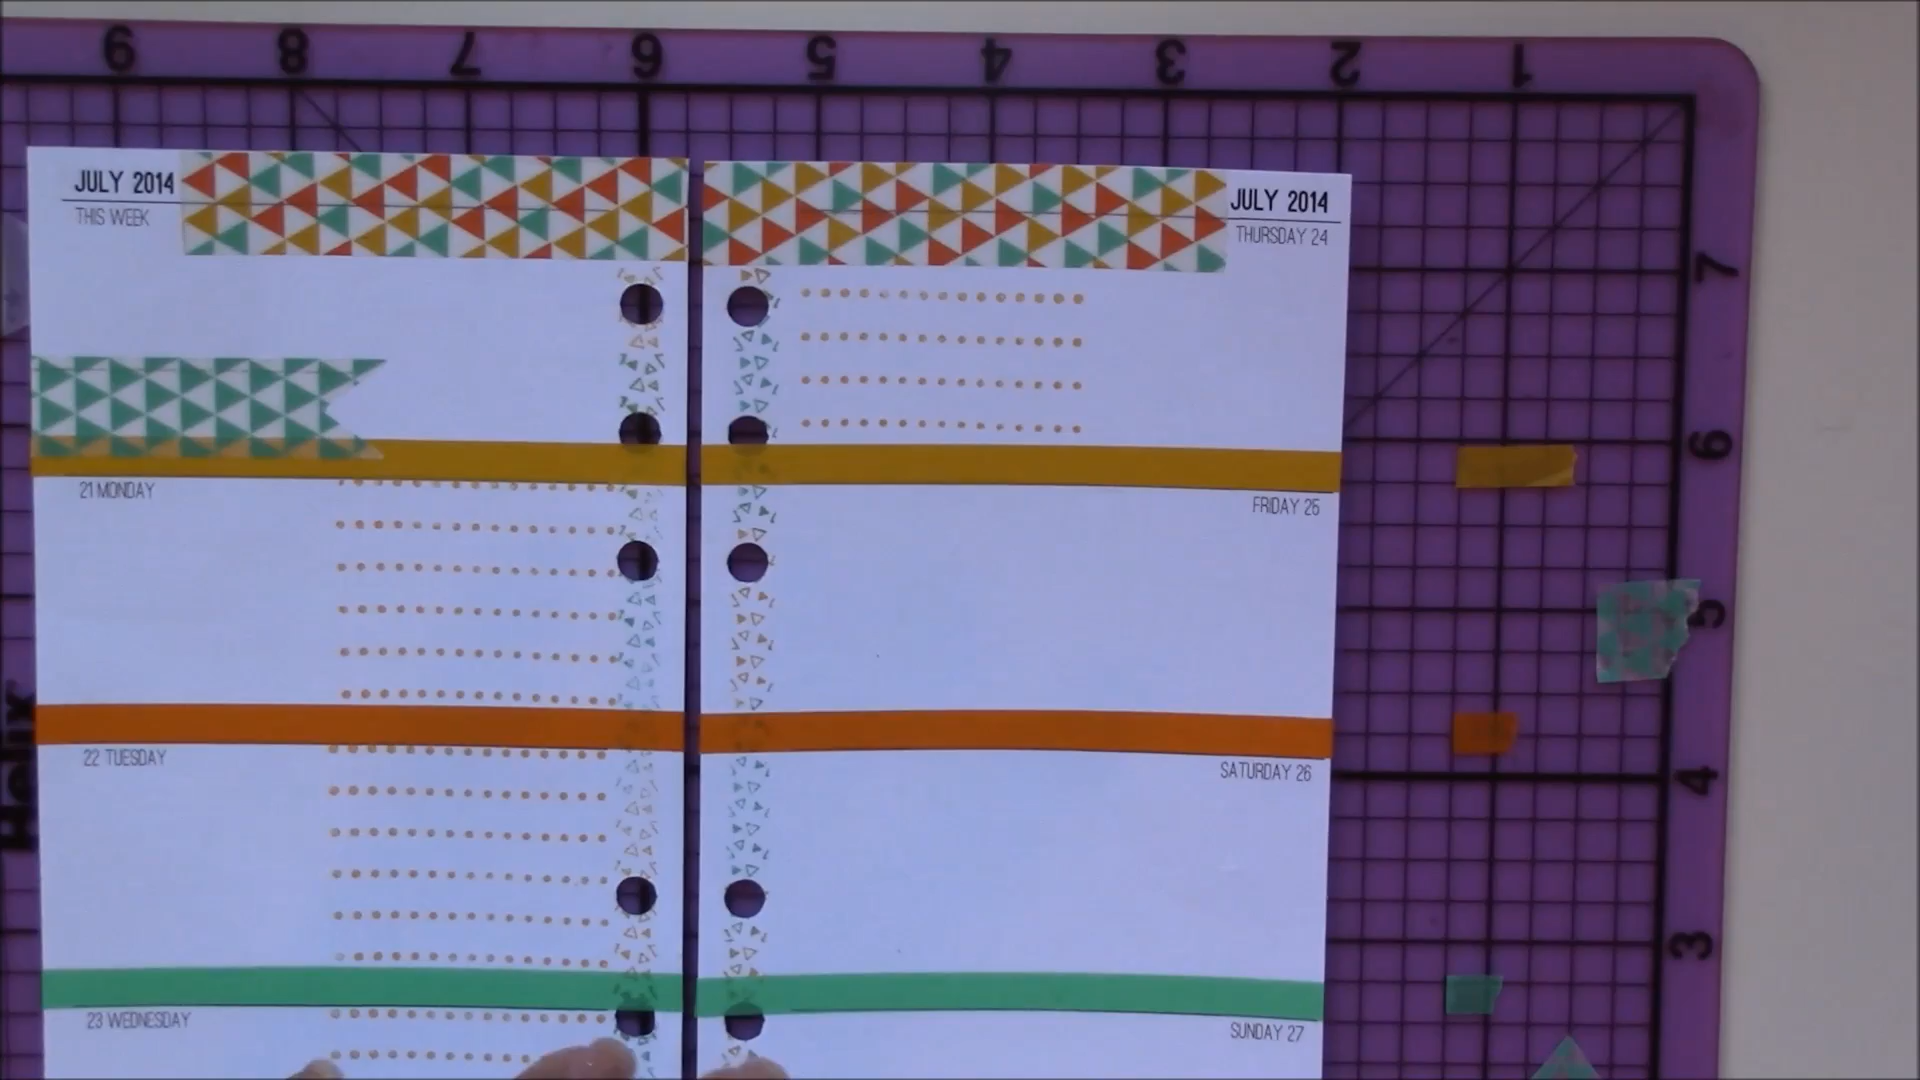 9 8 7 6 5 4 3 2 1
JULY 2014
THIS WEEK
21 MONDAY
22 TUESDAY
23 WEDNESDAY
JULY 2014
THURSDAY 24
FRIDAY 25
SATURDAY 26
SUNDAY 27
7
6
5
4
3
Helix